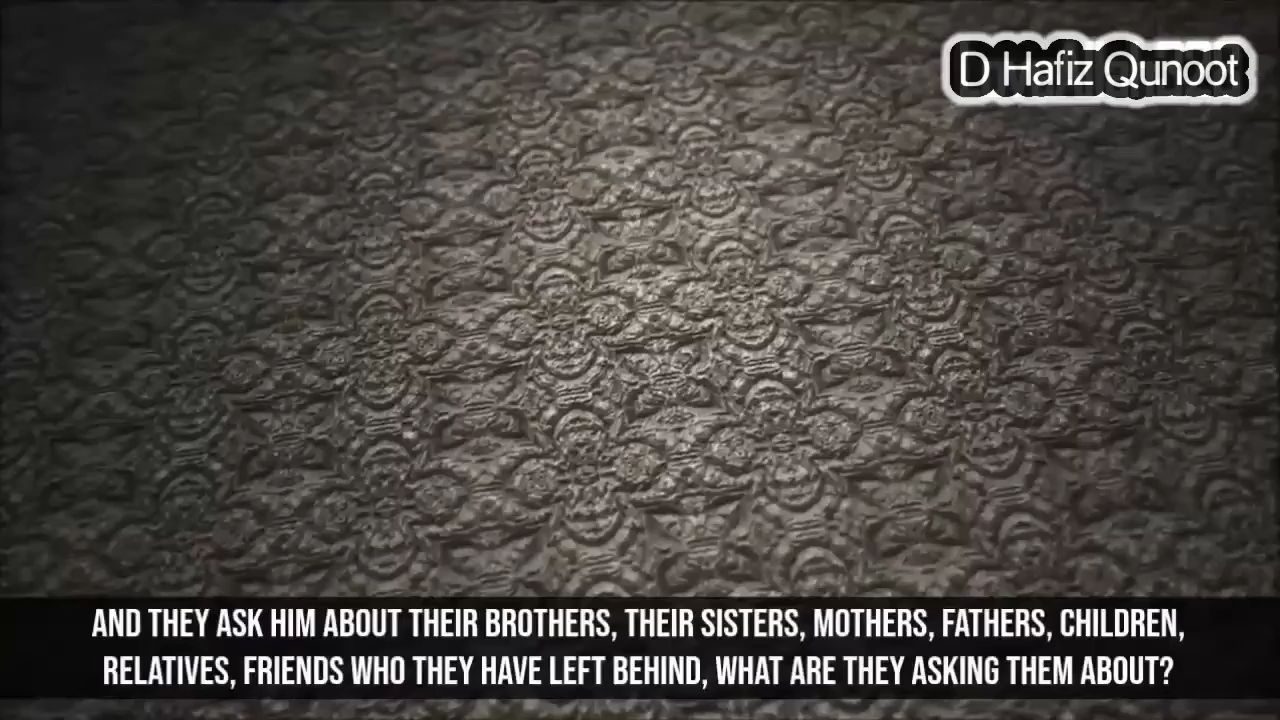 D Hafiz Qunoot
AND THEY ASK HIM ABOUT THEIR BROTHERS, THEIR SISTERS, MOTHERS, FATHERS, CHILDREN,
RELATIVES, FRIENDS WHO THEY HAVE LEFT BEHIND, WHAT ARE THEY ASKING THEM ABOUT?